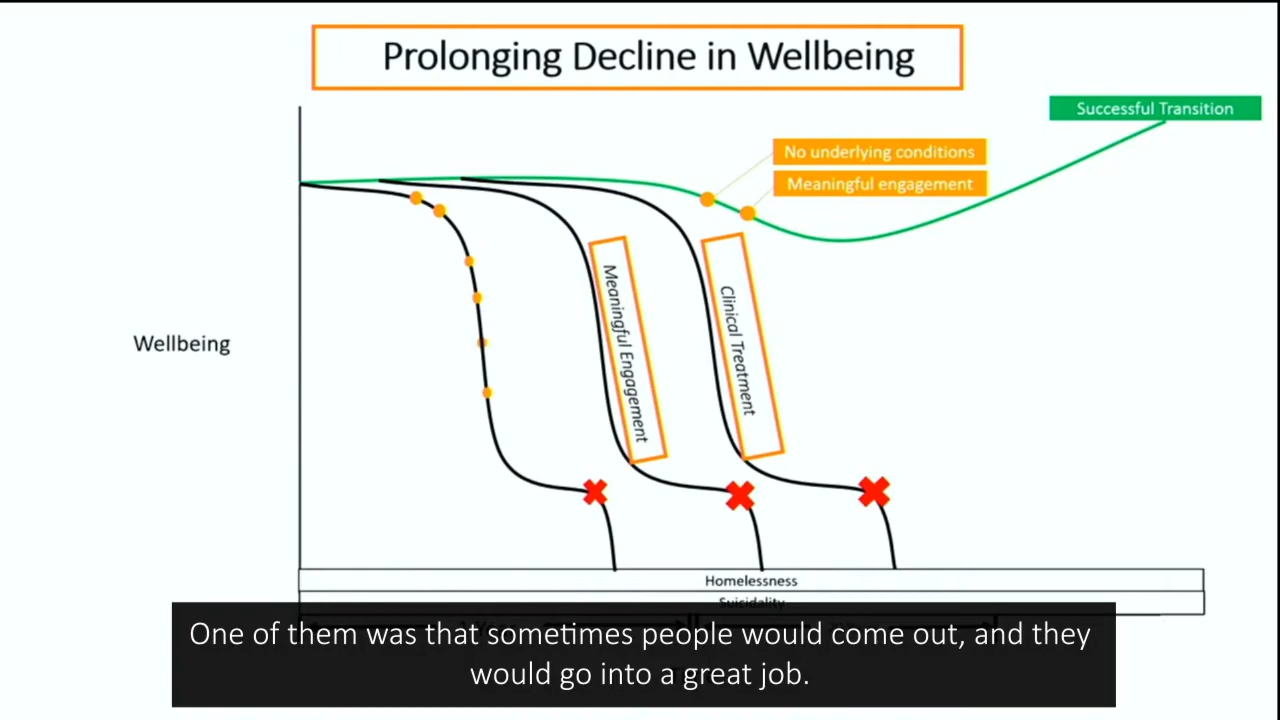 Prolonging Decline in Wellbeing
Successful Transition
No underlying conditions
Meaningful engagement
Meaningful Engagement
Clinical Treatment
Wellbeing
Homelessness
Suicidality
One of them was that sometimes people would come out, and they
would go into a great job.